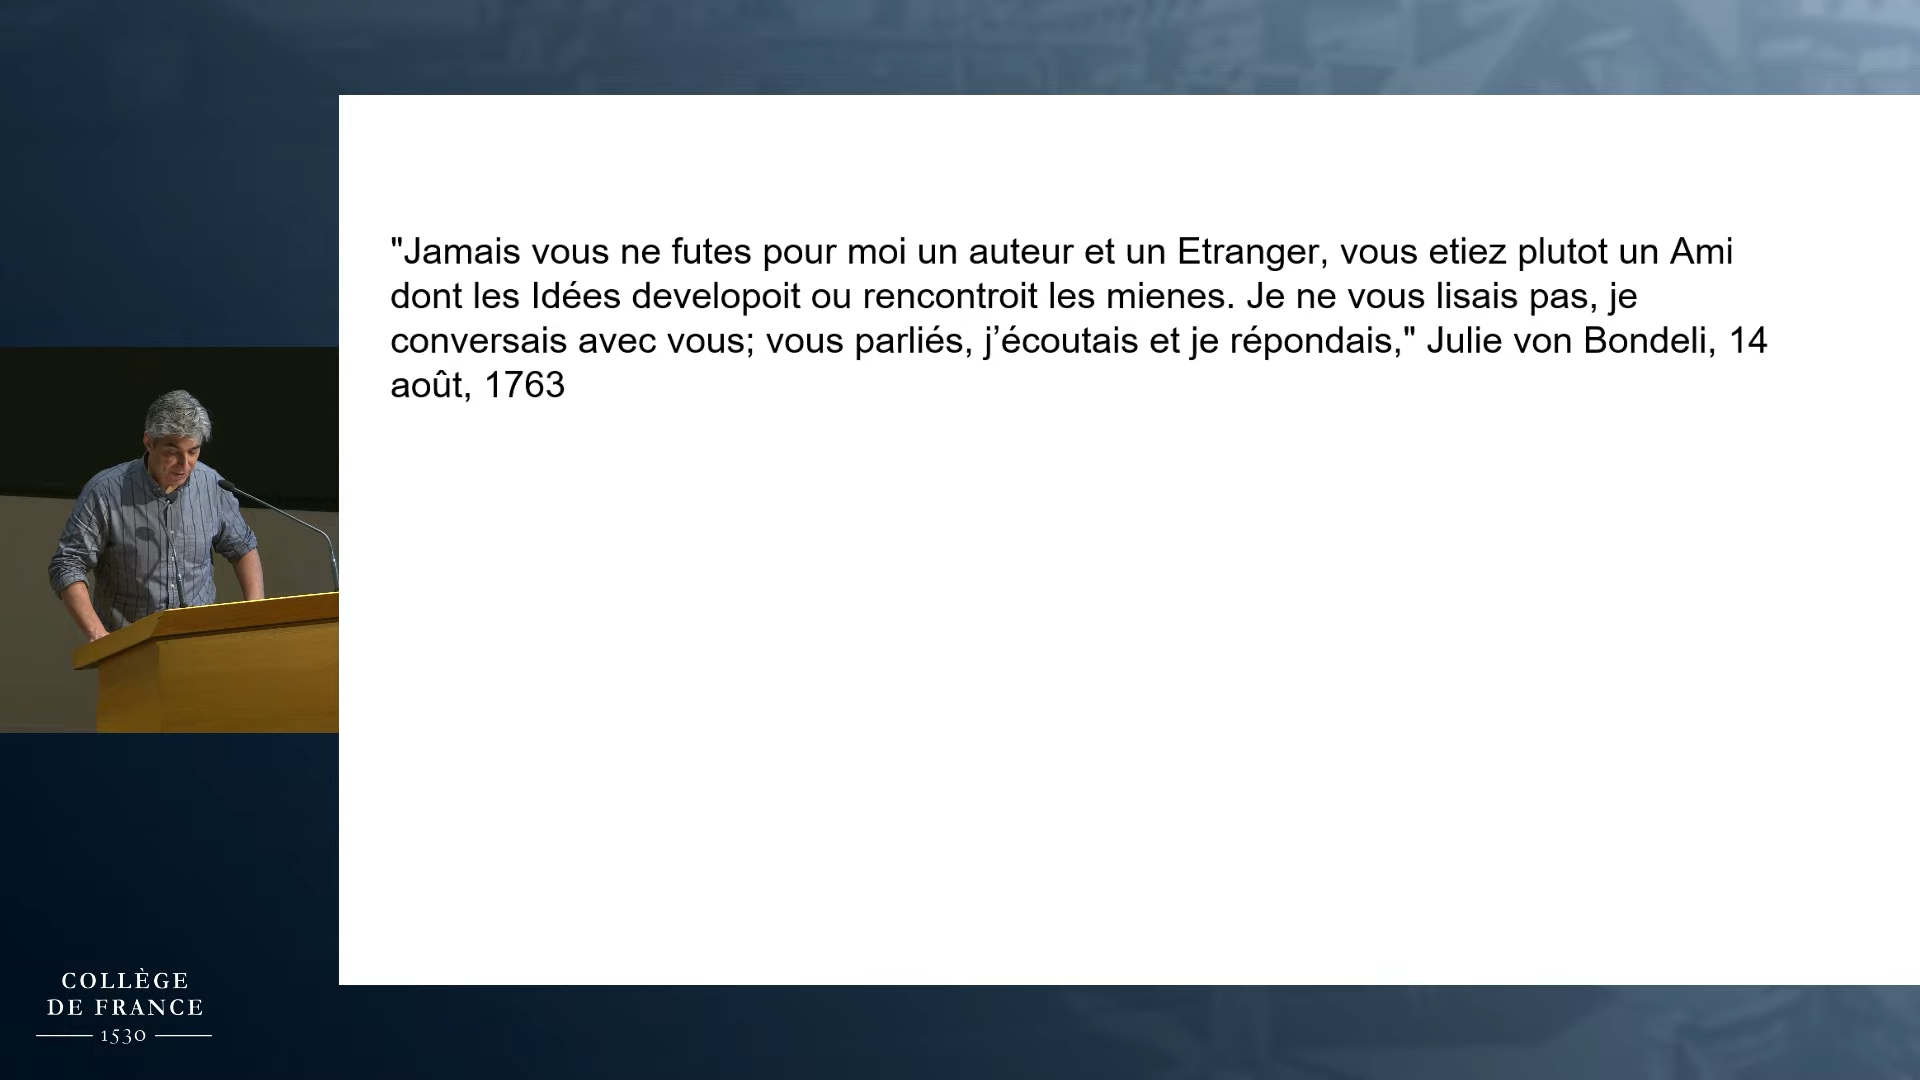 "Jamais vous ne futes pour moi un auteur et un Etranger, vous etiez plutot un Ami
dont les Idées developoit ou rencontroit les mienes. Je ne vous lisais pas, je
conversais avec vous; vous parliés, j’écoutais et je répondais," Julie von Bondeli, 14
août, 1763
COLLÈGE
DE FRANCE
1530